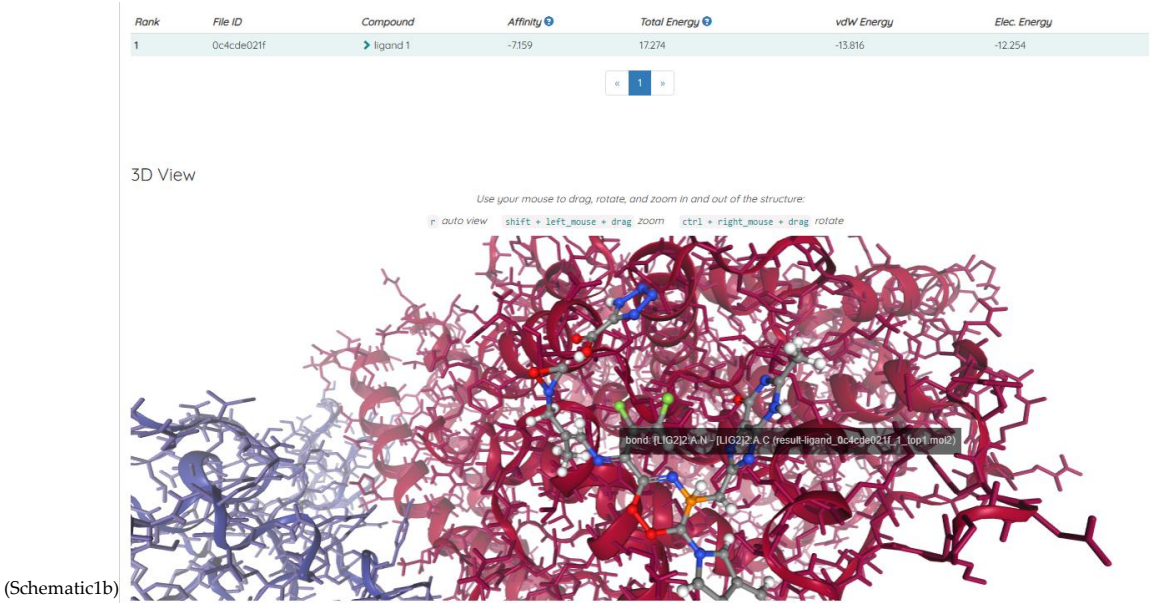 Rank File ID Compound Affinity ? Total Energy ? vdW Energy Elec. Energy
1 0c4cde021f ligand 1 -7.159 17.274 -13.816 -12.254
« 1 »
3D View
Use your mouse to drag, rotate, and zoom in and out of the structure:
r auto view shift + left_mouse + drag zoom ctrl + right_mouse + drag rotate
bond: [LIG2]2:A.N - [LIG2]2:A.C (result-ligand_0c4cde021f_1_top1.mol2)
(Schematic1b)